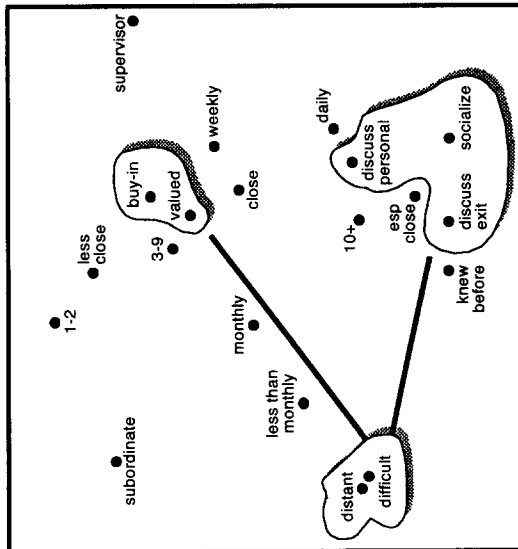 1-2
less
close
supervisor
subordinate
buy-in
3-9
valued
weekly
monthly
close
less than
monthly
daily
distant
10+
difficult
discuss
personal
esp
close
knew
before
discuss
exit
socialize